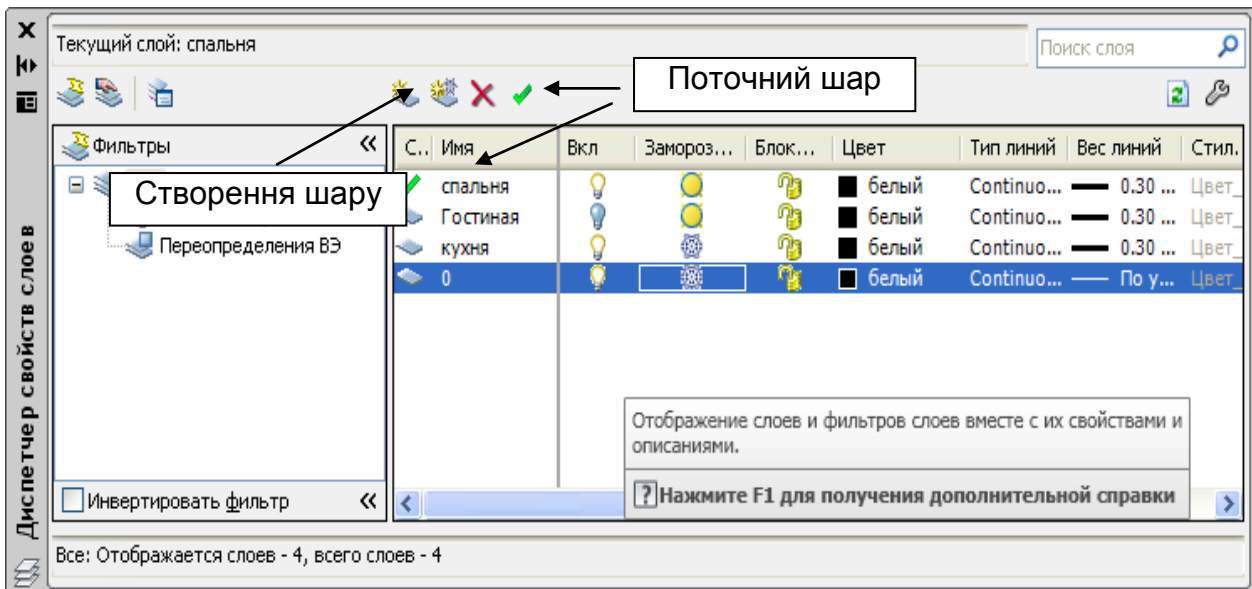 Текущий слой: спальня
Поиск слоя
Поточний шар
Фильтры
С.. Имя Вкл Замороз... Блок... Цвет Тип линий Вес линий Стил.
Створення шару
спальня белый Continuo... 0.30 ... Цвет_
Гостиная белый Continuo... 0.30 ... Цвет_
Переопределения ВЭ
кухня белый Continuo... 0.30 ... Цвет_
0 белый Continuo... По у... Цвет_
Отображение слоев и фильтров слоев вместе с их свойствами и
описаниями.
? Нажмите F1 для получения дополнительной справки
Инвертировать фильтр
Все: Отображается слоев - 4, всего слоев - 4
Диспетчер свойств слоев